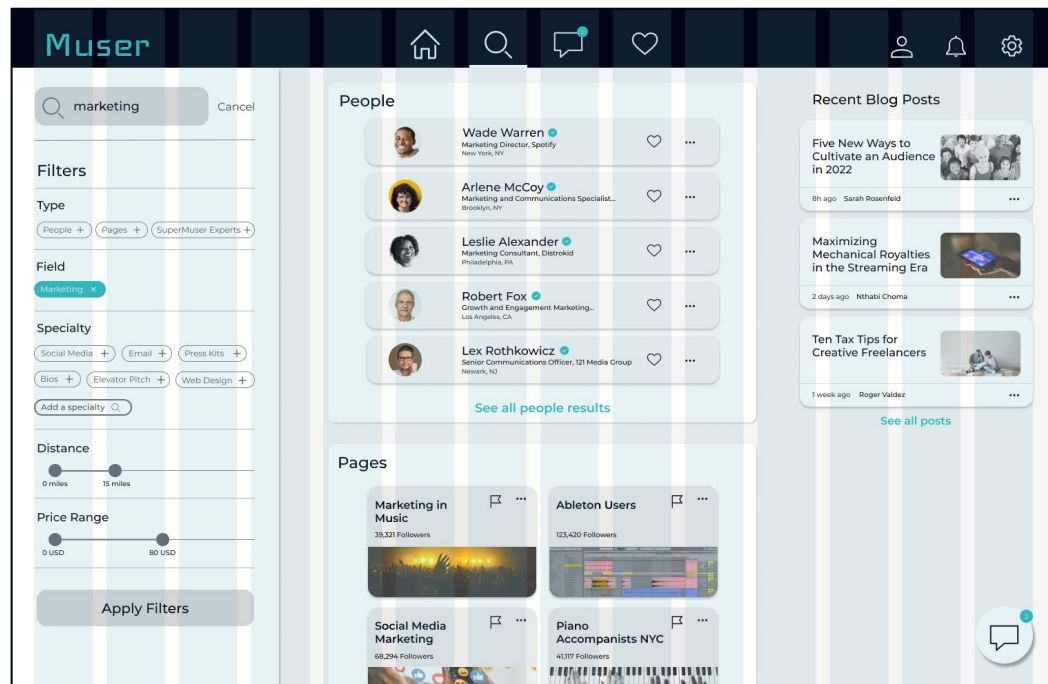 Muser
2
marketing
Cancel
Filters
Type
People +
Pages +
SuperMuser Experts +
Field
Marketing ×
Specialty
Social Media +
Email +
Press Kits +
Bios +
Elevator Pitch +
Web Design +
Add a specialty
Distance
0 miles
15 miles
Price Range
0 USD
80 USD
Apply Filters
People
Wade Warren
Marketing Director, Spotify
New York, NY
Arlene McCoy
Marketing and Communications Specialist...
Brooklyn, NY
Leslie Alexander
Marketing Consultant, Distrokid
Philadelphia, PA
Robert Fox
Growth and Engagement Marketing...
Los Angeles, CA
Lex Rothkowicz
Senior Communications Officer, 121 Media Group
Newark, NJ
See all people results
Pages
Marketing in
Music
39,321 Followers
Ableton Users
123,420 Followers
Social Media
Marketing
68,294 Followers
Piano
Accompanists NYC
41,117 Followers
Recent Blog Posts
Five New Ways to
Cultivate an Audience
in 2022
8h ago Sarah Rosenfeld
Maximizing
Mechanical Royalties
in the Streaming Era
2 days ago Nthabi Choma
Ten Tax Tips for
Creative Freelancers
1 week ago Roger Valdez
See all posts
2